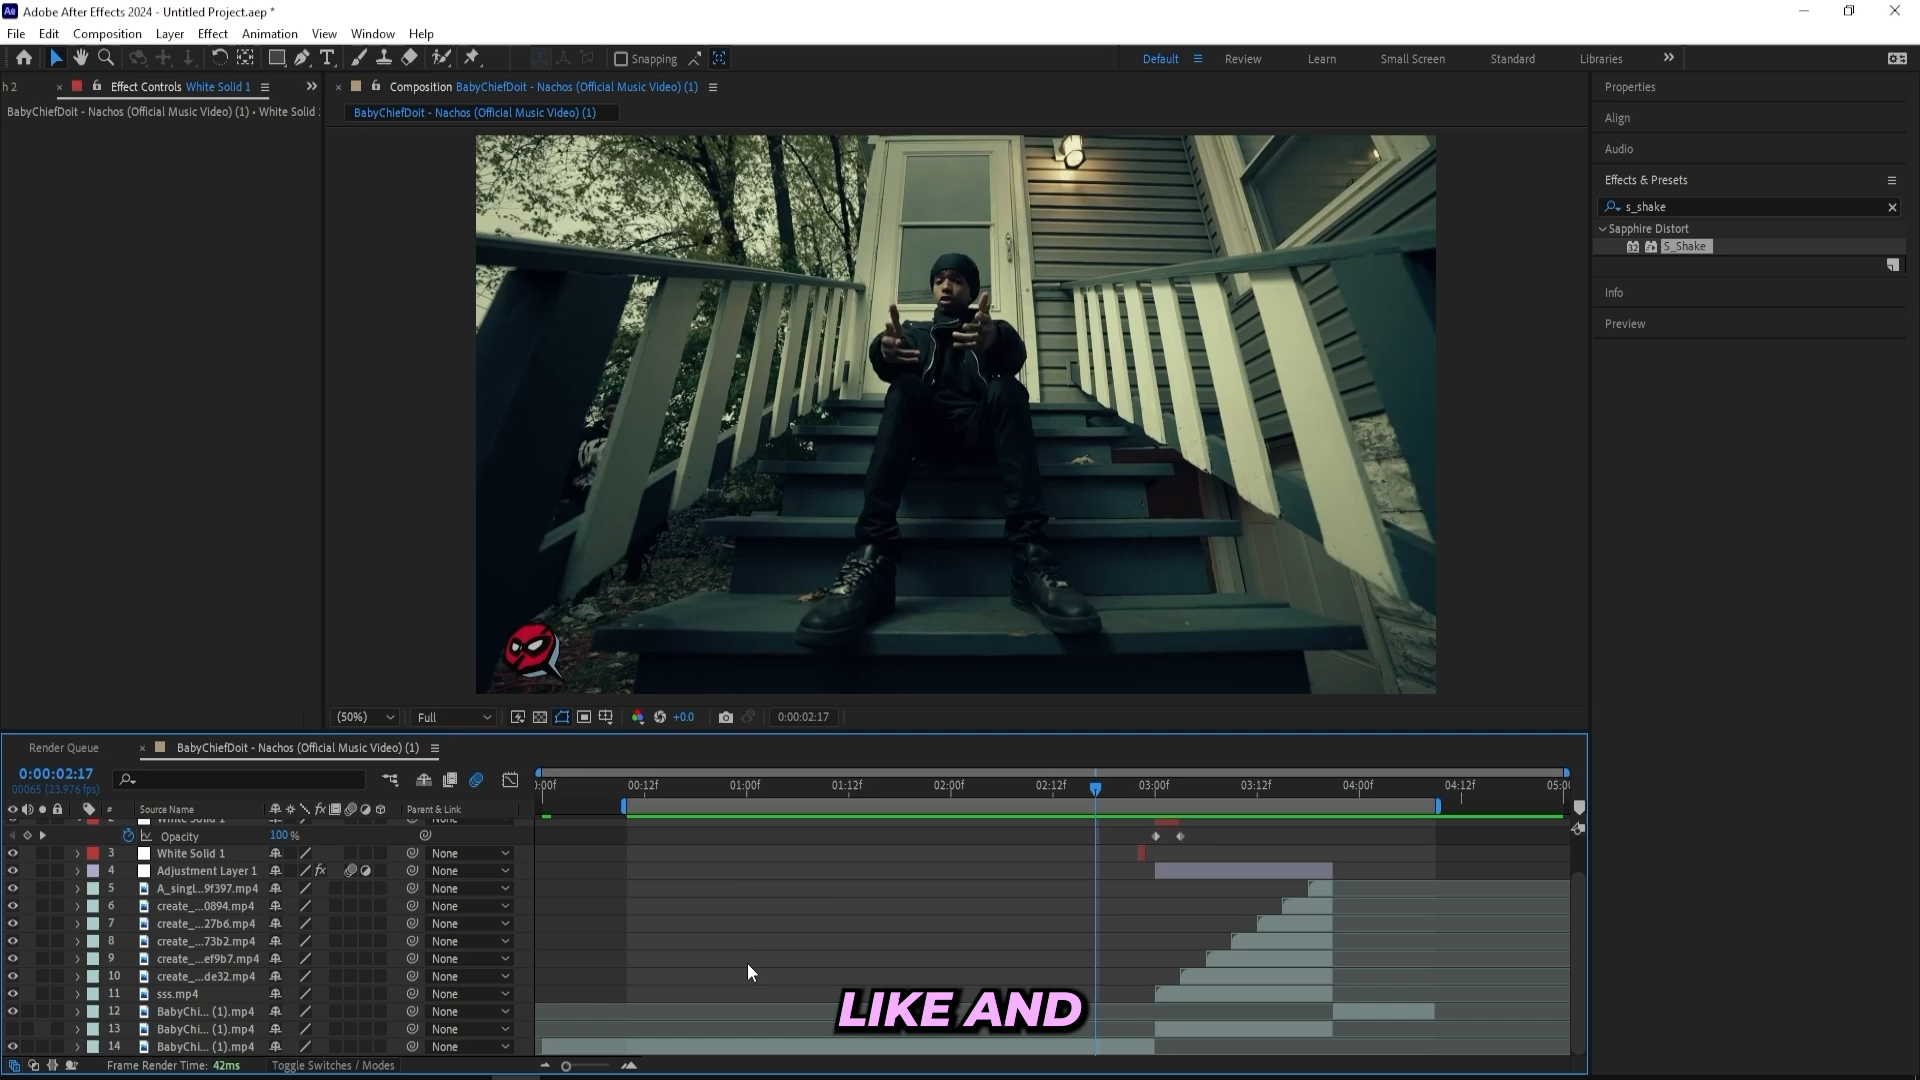 Adobe After Effects 2024 - Untitled Project.aep *
File Edit Composition Layer Effect Animation View Window Help
Snapping
Default Review Learn Small Screen Standard Libraries
h 2 Effect Controls White Solid 1
BabyChiefDoit - Nachos (Official Music Video) (1) • White Solid
Composition BabyChiefDoit - Nachos (Official Music Video) (1)
BabyChiefDoit - Nachos (Official Music Video) (1)
Properties
Align
Audio
Effects & Presets
s_shake
Sapphire Distort
S_Shake
Info
Preview
(50%) Full +0.0 0:00:02:17
Render Queue BabyChiefDoit - Nachos (Official Music Video) (1)
0:00:02:17
00065 (23.976 fps)
:00f 00:12f 01:00f 01:12f 02:00f 02:12f 03:00f 03:12f 04:00f 04:12f 05:00
# Source Name Parent & Link
2 White Solid 1 None
Opacity 100 %
3 White Solid 1 None
4 Adjustment Layer 1 fx None
5 A_singl...9f397.mp4 None
6 create_...0894.mp4 None
7 create_...27b6.mp4 None
8 create_...73b2.mp4 None
9 create_...ef9b7.mp4 None
10 create_...de32.mp4 None
11 sss.mp4 None
12 BabyChi... (1).mp4 None
13 BabyChi... (1).mp4 None
14 BabyChi... (1).mp4 None
LIKE AND
Frame Render Time: 42ms Toggle Switches / Modes